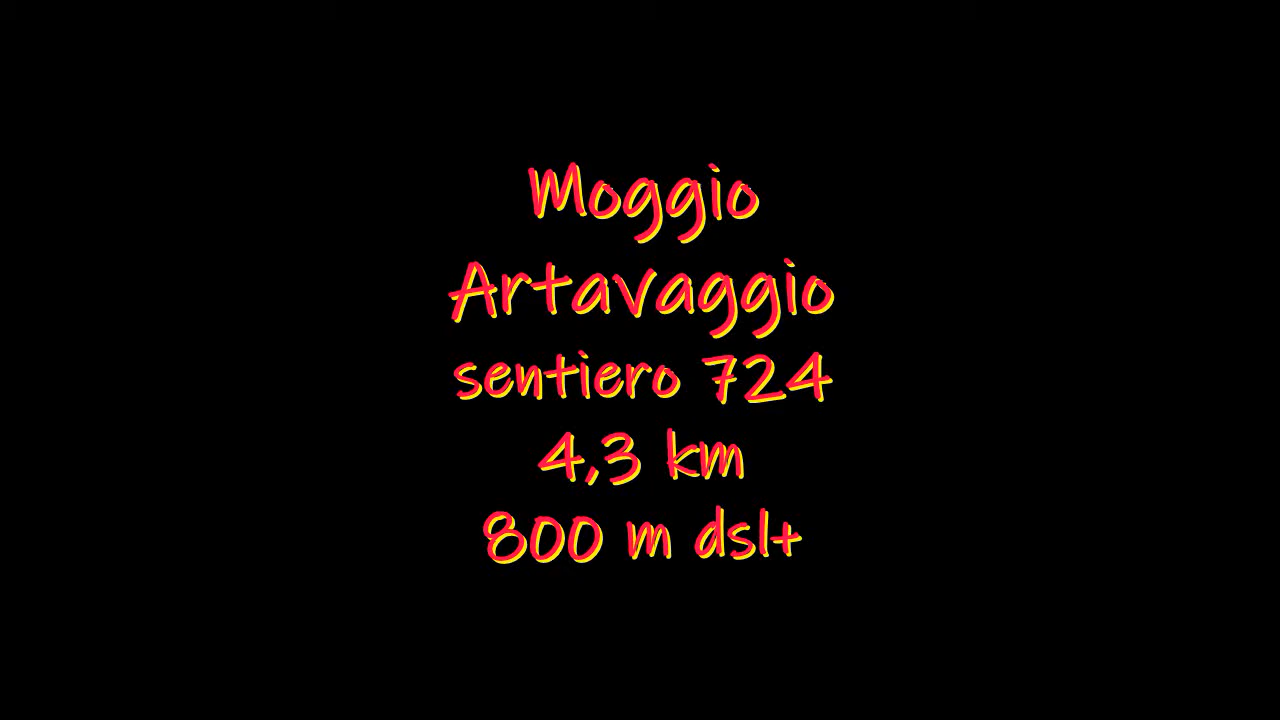 Moggio
Artavaggio
sentiero 724
4,3 km
800 m dsl+